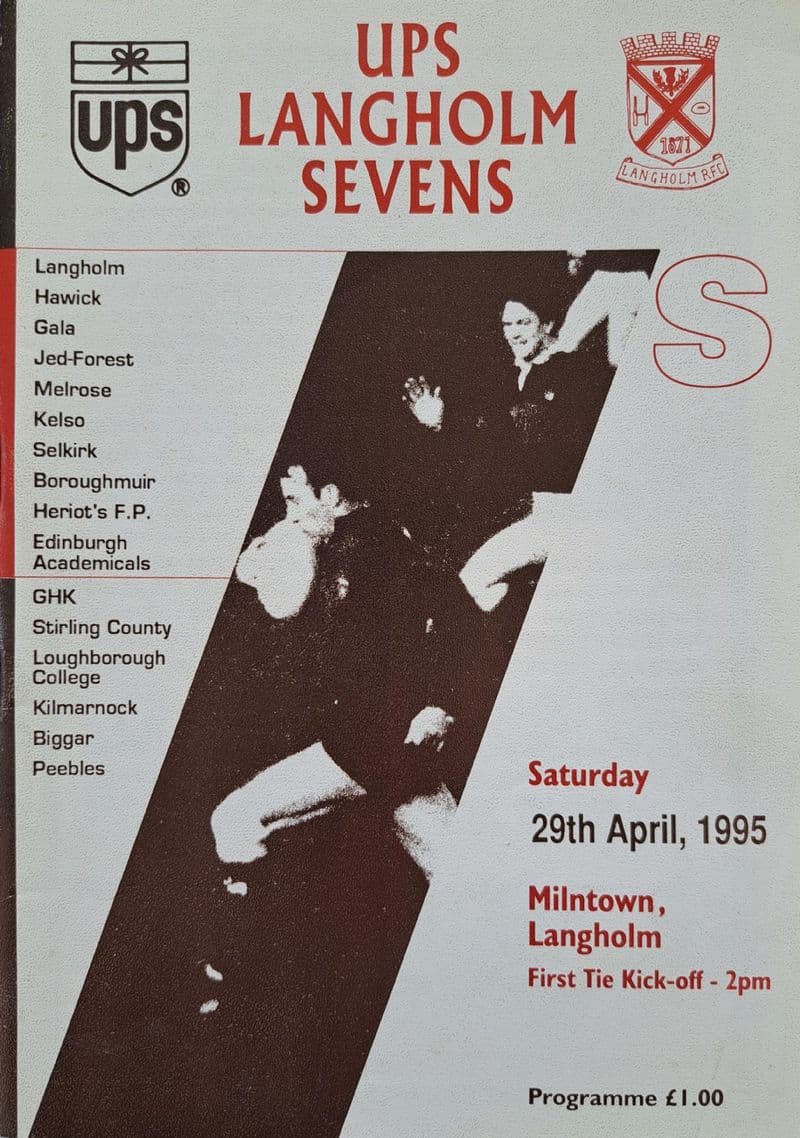 ups
®
UPS
LANGHOLM
SEVENS
H O
1871
LANGHOLM RFC
Langholm
Hawick
Gala
Jed-Forest
Melrose
Kelso
Selkirk
Boroughmuir
Heriot's F.P.
Edinburgh
Academicals
GHK
Stirling County
Loughborough
College
Kilmarnock
Biggar
Peebles
S
Saturday
29th April, 1995
Milntown,
Langholm
First Tie Kick-off - 2pm
Programme £1.00